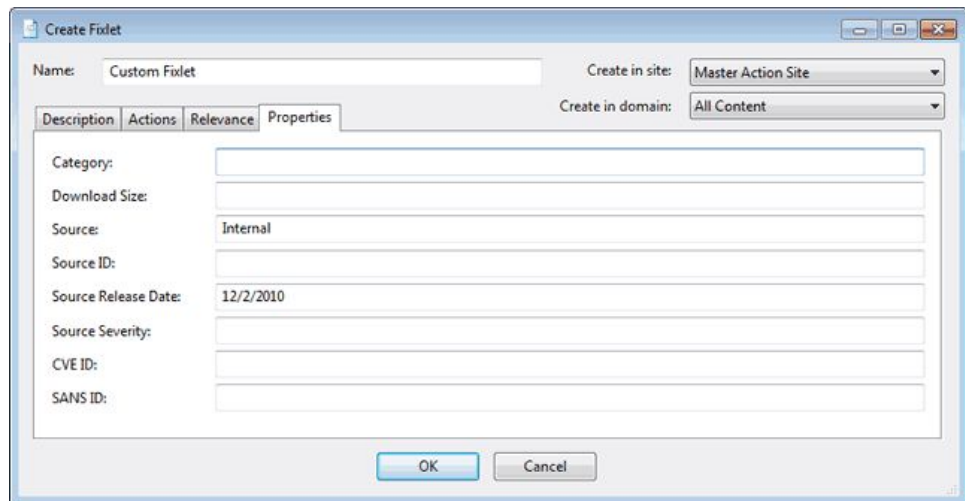 Create Fixlet
Name: Custom Fixlet Create in site: Master Action Site
Create in domain: All Content
Description Actions Relevance Properties
Category:
Download Size:
Source: Internal
Source ID:
Source Release Date: 12/2/2010
Source Severity:
CVE ID:
SANS ID:
OK Cancel